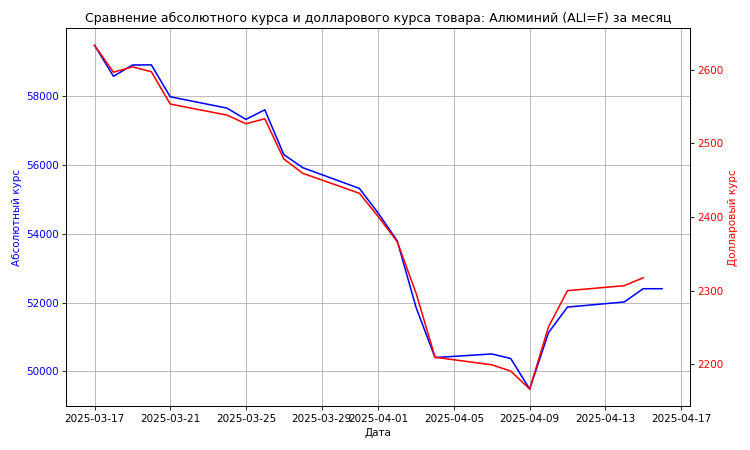 Сравнение абсолютного курса и долларового курса товара: Алюминий (ALI=F) за месяц
Абсолютный курс
58000
56000
54000
52000
50000
2600
2500
2400
2300
2200
Долларовый курс
2025-03-17 2025-03-21 2025-03-25 2025-03-29 2025-04-01 2025-04-05 2025-04-09 2025-04-13 2025-04-17
Дата